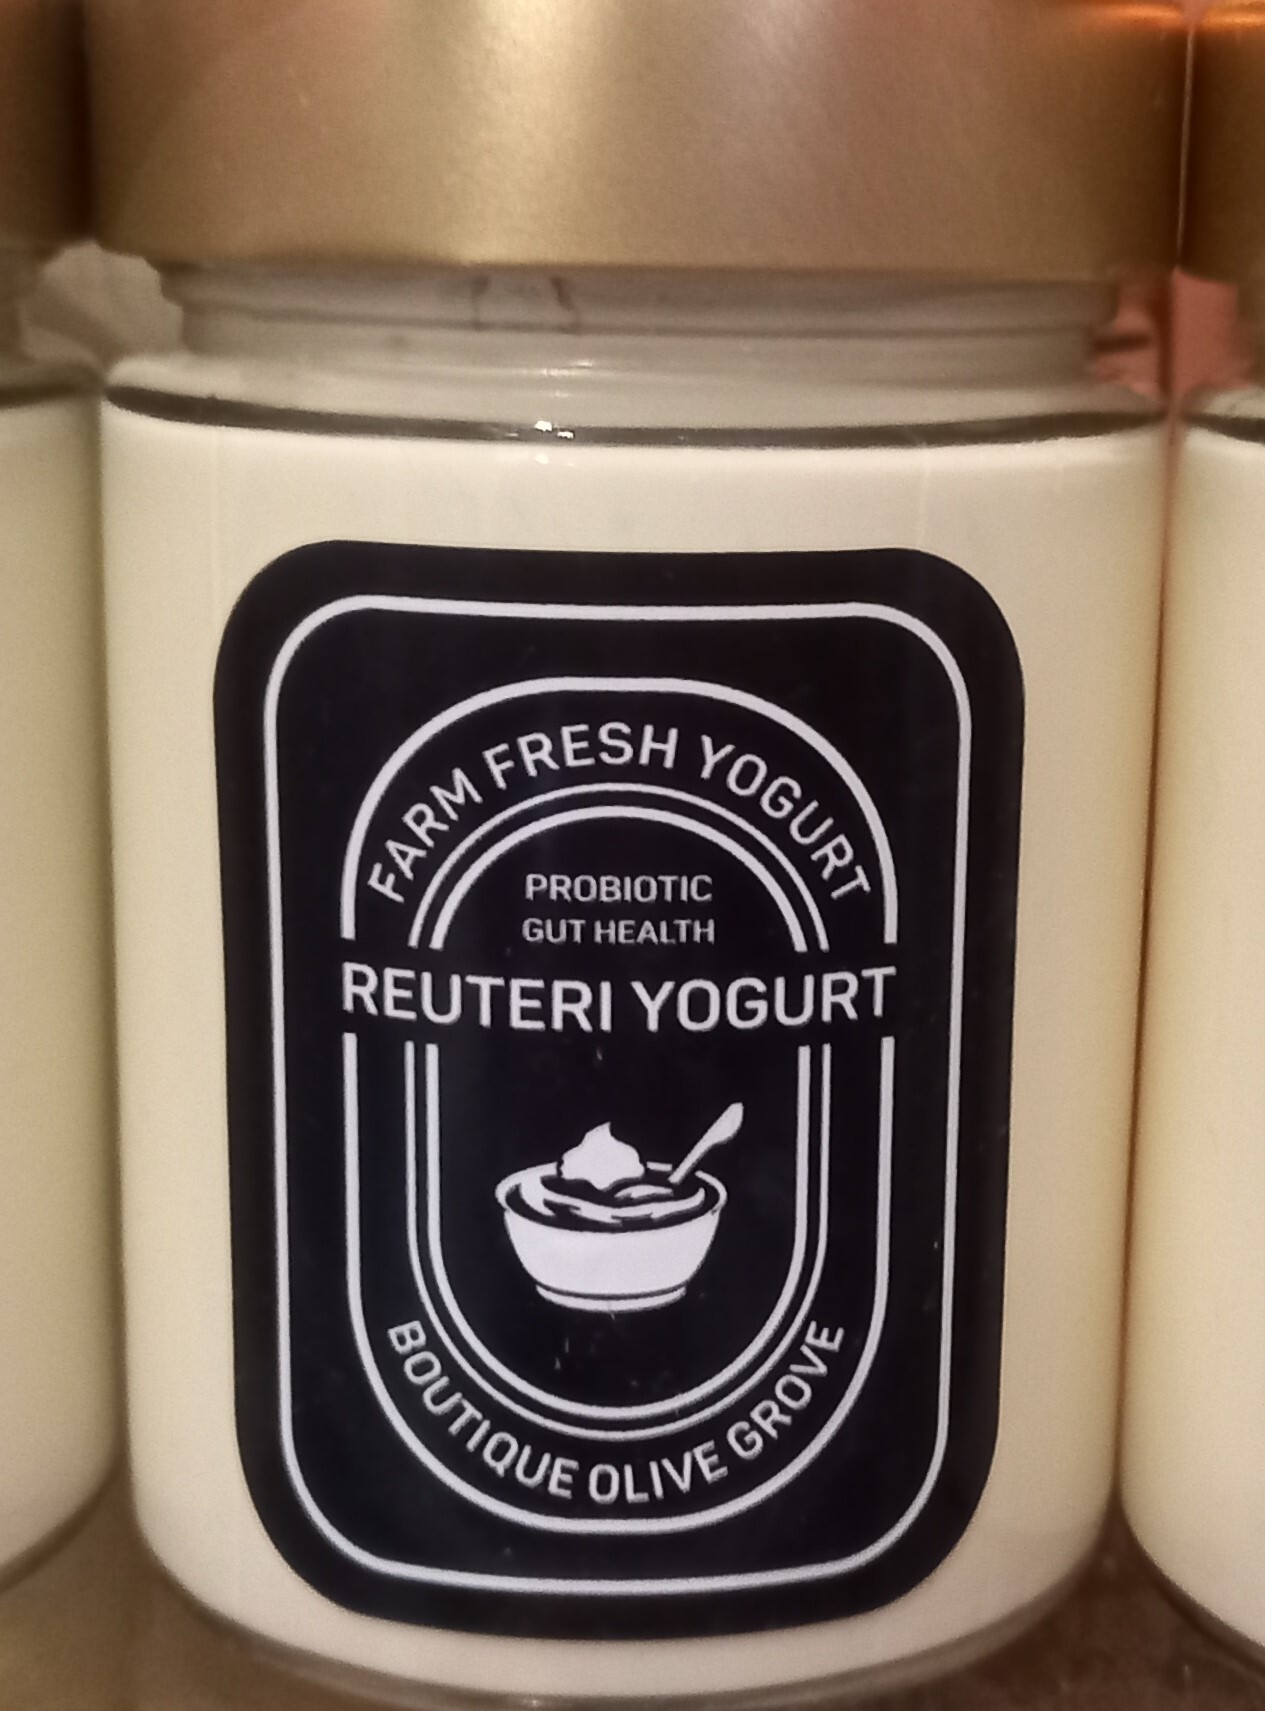 FARM FRESH YOGURT
PROBIOTIC
GUT HEALTH
REUTERI YOGURT
BOUTIQUE OLIVE GROVE